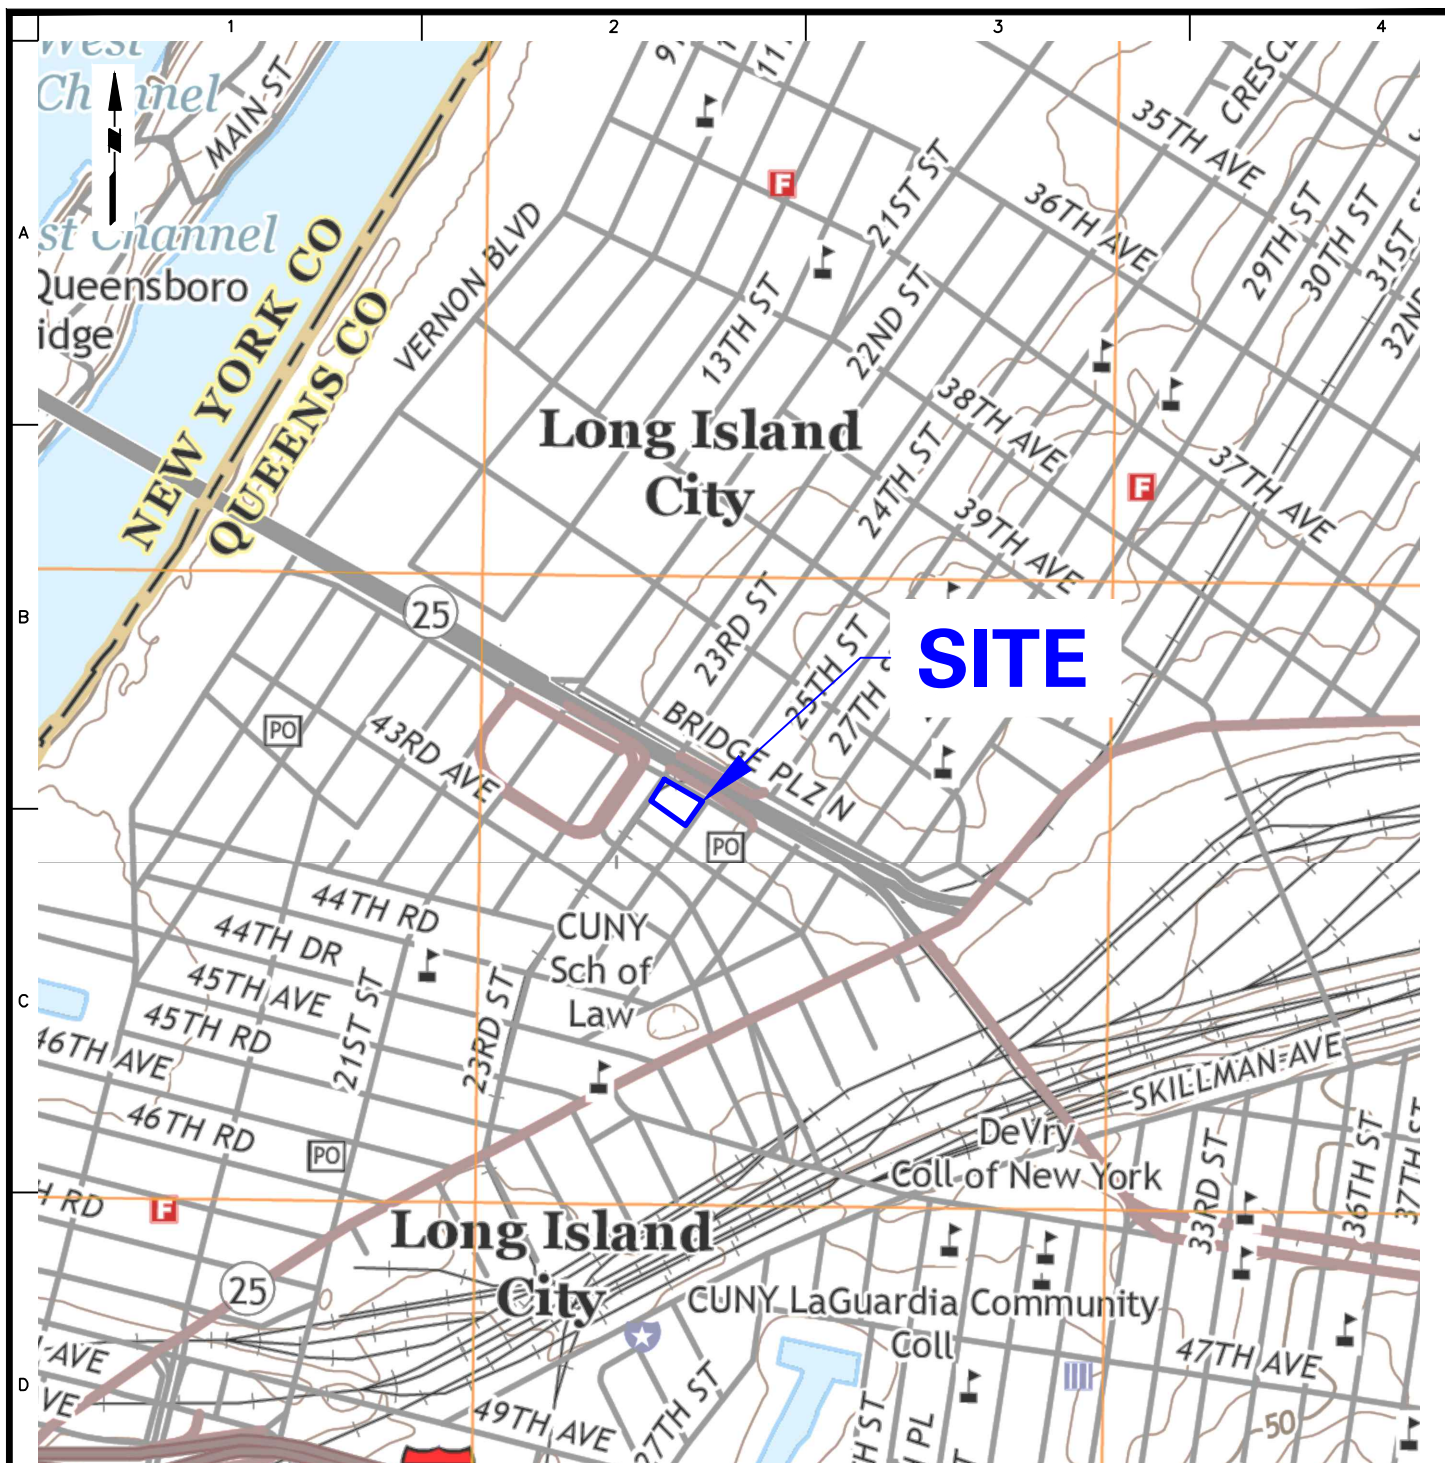 1
2
3
4
A
B
C
D
West
Channel
MAIN ST
N
Channel
Queensboro
NEW YORK CO
QUEENS CO
VERNON BLVD
F
21ST ST
13TH ST
22ND ST
35TH AVE
36TH AVE
29TH ST
30TH ST
31ST ST
38TH AVE
37TH AVE
F
Long Island
City
24TH ST
39TH AVE
23RD ST
25TH ST
SITE
25
BRIDGE PLZ N
PO
43RD AVE
PO
44TH RD
44TH DR
45TH AVE
45TH RD
46TH AVE
46TH RD
21ST ST
23RD ST
CUNY
Sch of
Law
SKILLMAN AVE
DeVry
Coll of New York
33RD ST
36TH ST
37TH ST
PO
F
Long Island
City
25
CUNY LaGuardia Community
Coll
47TH AVE
49TH AVE
27TH ST
50